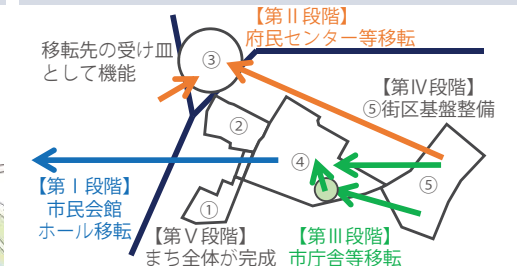 【第Ⅱ段階】
府民センター等移転
移転先の受け皿
として機能
③
【第Ⅳ段階】
⑤街区基盤整備
②
④
⑤
①
【第Ⅰ段階】
市民会館
ホール移転
【第Ⅴ段階】
まち全体が完成
【第Ⅲ段階】
市庁舎等移転